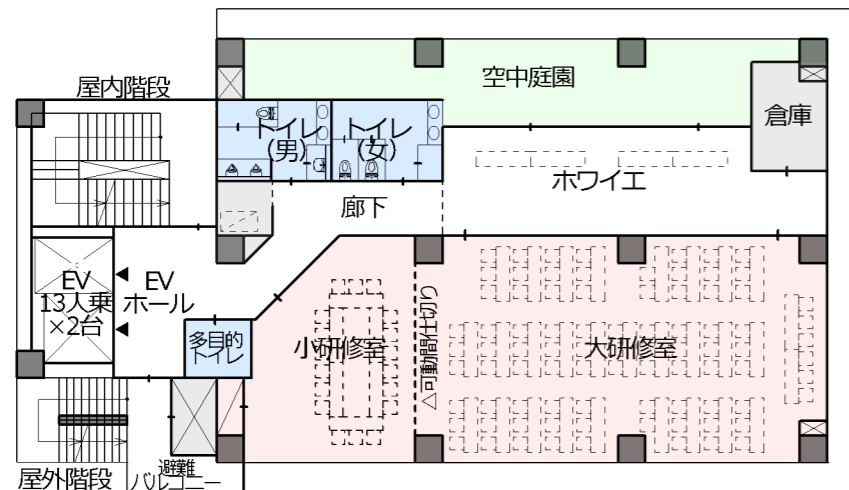 屋内階段
空中庭園
倉庫
トイレ
(男)
トイレ
(女)
ホワイエ
廊下
EV
13人乗
×2台
EV
ホール
多目的
トイレ
小研修室
△可動間仕切り
大研修室
屋外階段
避難
バルコニー